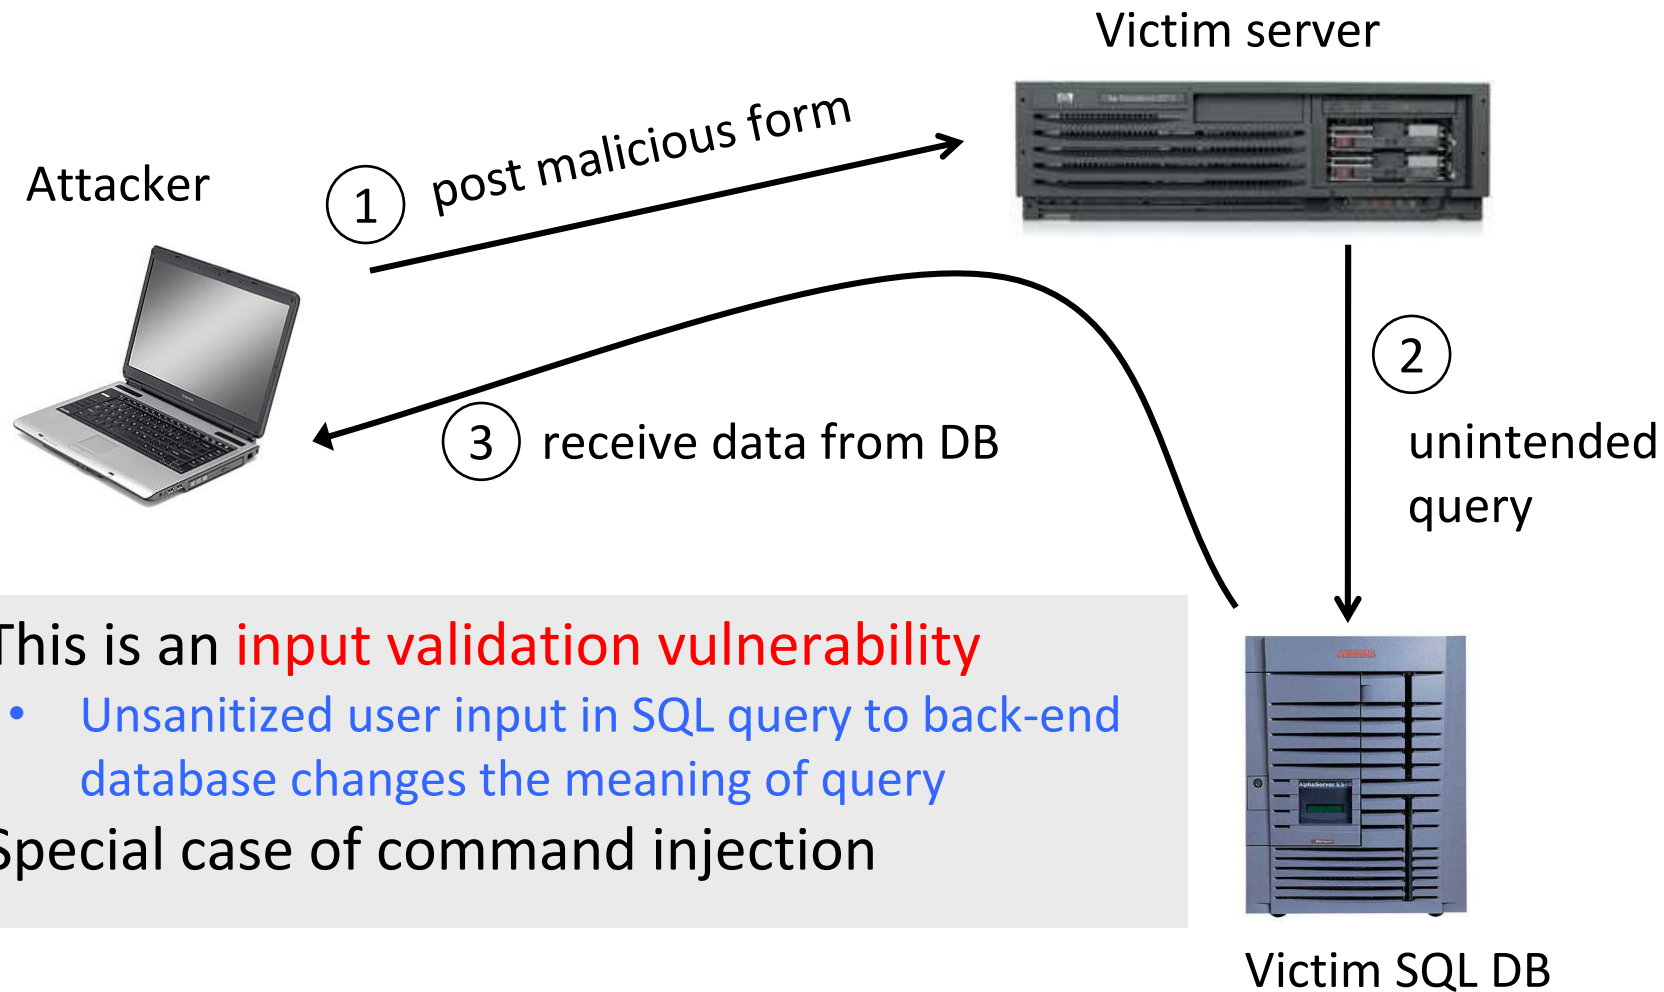 Victim server
Attacker
1
post malicious form
2
unintended
query
3
receive data from DB
This is an input validation vulnerability
• Unsanitized user input in SQL query to back-end
database changes the meaning of query
Special case of command injection
Victim SQL DB